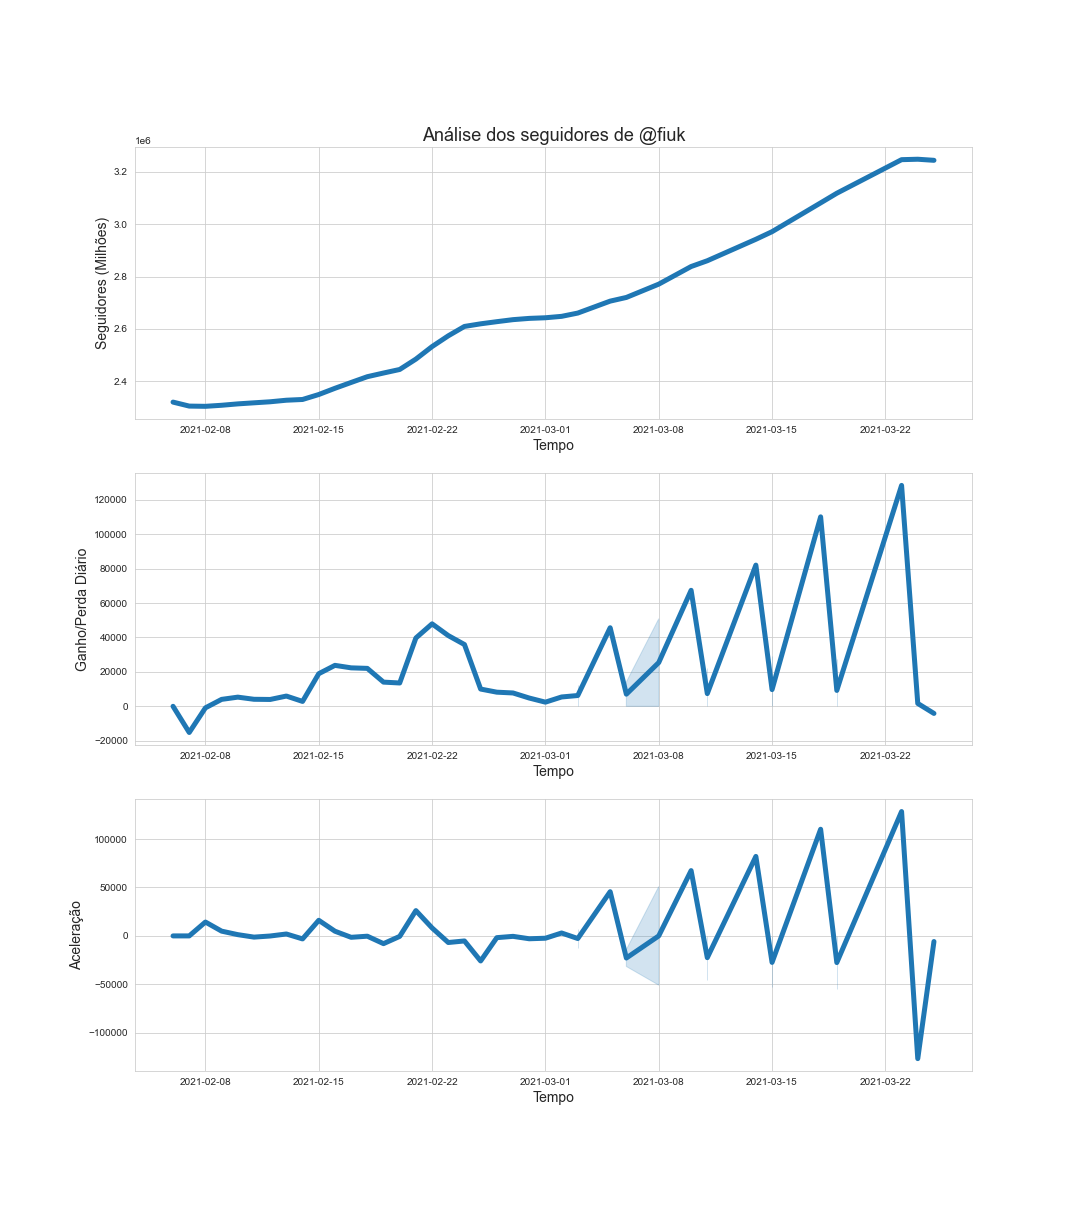 Análise dos seguidores de @fiuk
1e6
Seguidores (Milhões)
3.2
3.0
2.8
2.6
2.4
2021-02-08 2021-02-15 2021-02-22 2021-03-01 2021-03-08 2021-03-15 2021-03-22
Tempo
Ganho/Perda Diário
120000
100000
80000
60000
40000
20000
0
−20000
2021-02-08 2021-02-15 2021-02-22 2021-03-01 2021-03-08 2021-03-15 2021-03-22
Tempo
Aceleração
100000
50000
0
−50000
−100000
2021-02-08 2021-02-15 2021-02-22 2021-03-01 2021-03-08 2021-03-15 2021-03-22
Tempo